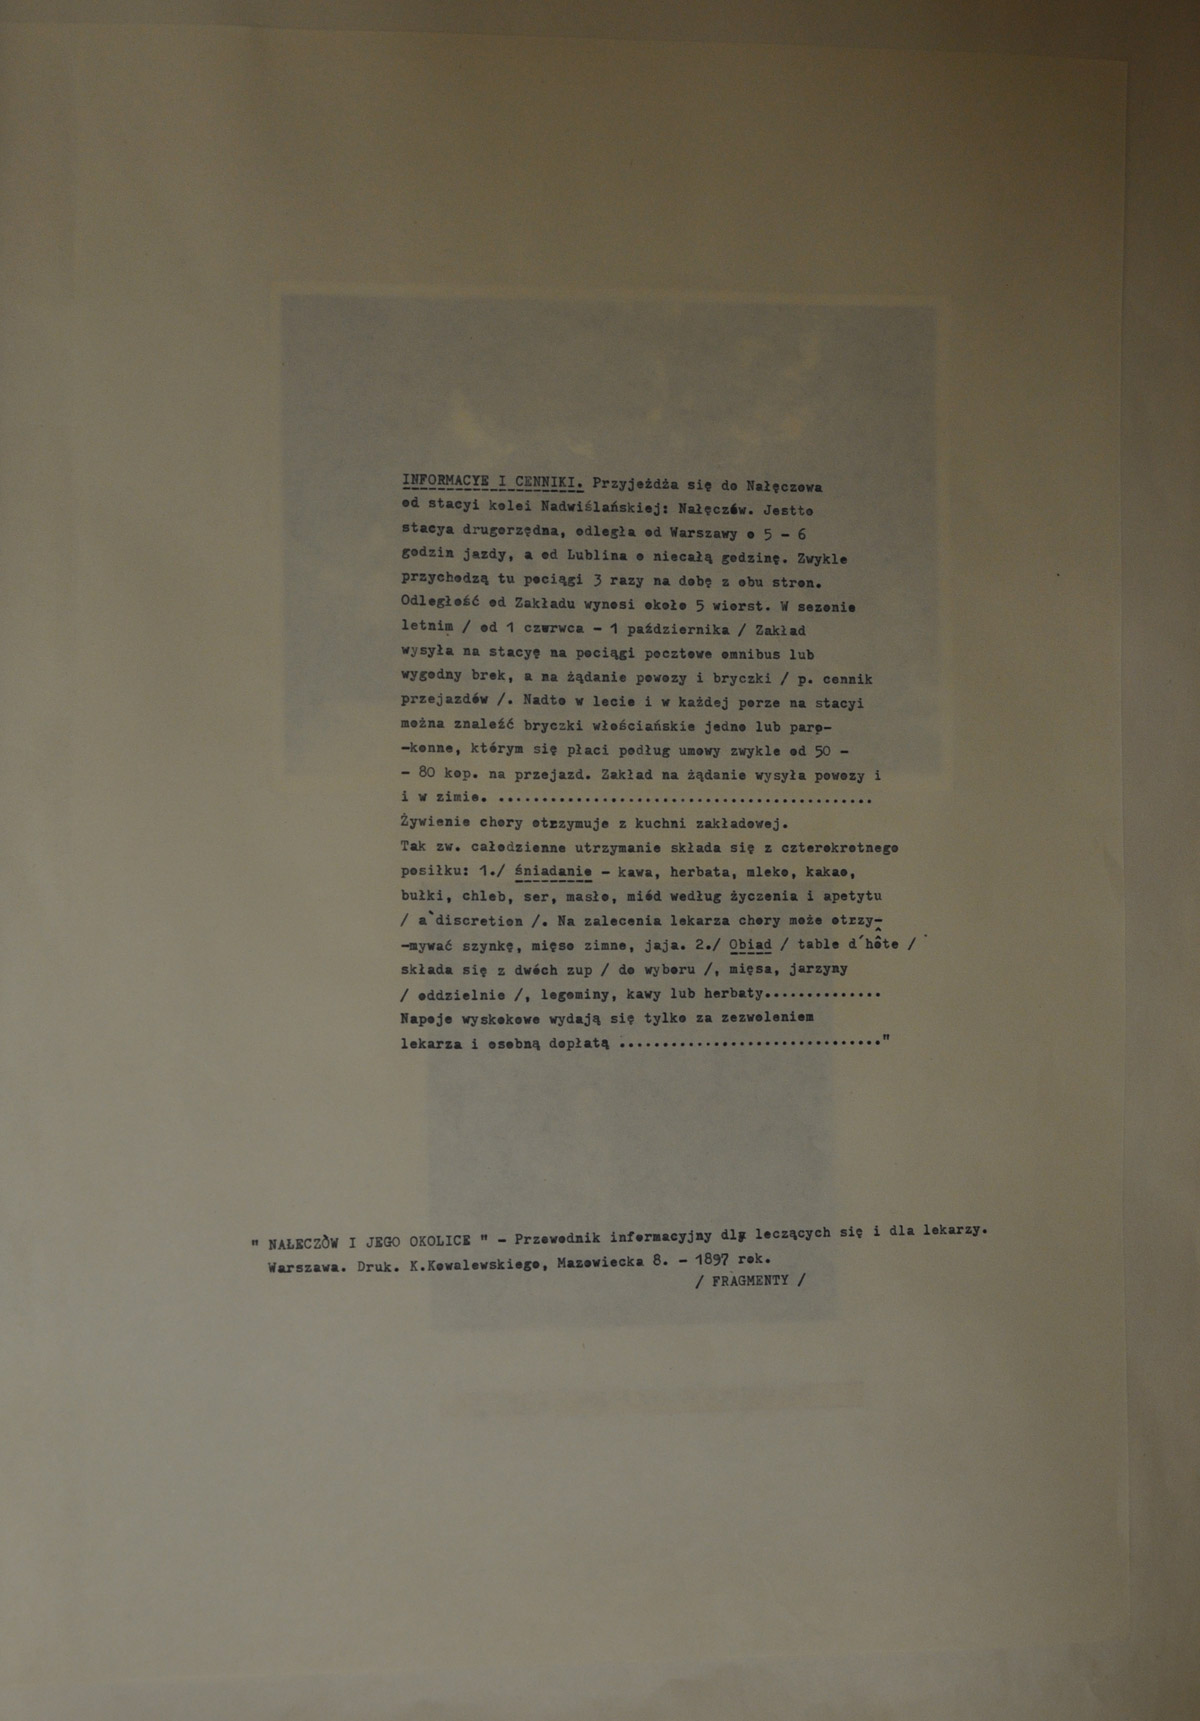 INFORMACYE I CENNIKI. Przyjeżdża się do Nałęczowa
od stacyi kolei Nadwiślańskiej: Nałęczów. Jestto
stacya drugorzędna, odległa od Warszawy o 5 - 6
godzin jazdy, a od Lublina o niecałą godzinę. Zwykle
przychodzą tu pociągi 3 razy na dobę z obu stron.
Odległość od Zakładu wynosi około 5 wiorst. W sezonie
letnim / od 1 czerwca - 1 października / Zakład
wysyła na stacyę na pociągi pocztowe omnibus lub
wygodny brek, a na żądanie powozy i bryczki / p. cennik
przejazdów /. Nadto w lecie i w każdej porze na stacyi
można znaleść bryczki włościańskie jedno lub paro-
-konne, którym się płaci podług umowy zwykle od 50 -
- 80 kop. na przejazd. Zakład na żądanie wysyła powozy i
i w zimie. ............................................
Żywienie chory otrzymuje z kuchni zakładowej.
Tak zw. całodzienne utrzymanie składa się z czterokrotnego
posiłku: 1./ śniadanie - kawa, herbata, mleko, kakao,
bułki, chleb, ser, masło, miód według życzenia i apetytu
/ a`discretion /. Na zalecenia lekarza chory może otrzy-
-mywać szynkę, mięso zimne, jaja. 2./ Obiad / table d´hôte /
składa się z dwóch zup / do wyboru /, mięsa, jarzyny
/ oddzielnie /, legominy, kawy lub herbaty..............
Napoje wyskokowe wydają się tylko za zezwoleniem
lekarza i osobną dopłatą ..............................."
" NAŁECZÓW I JEGO OKOLICE " - Przewodnik informacyjny dla leczących się i dla lekarzy.
Warszawa. Druk. K.Kowalewskiego, Mazowiecka 8. - 1897 rok.
/ FRAGMENTY /